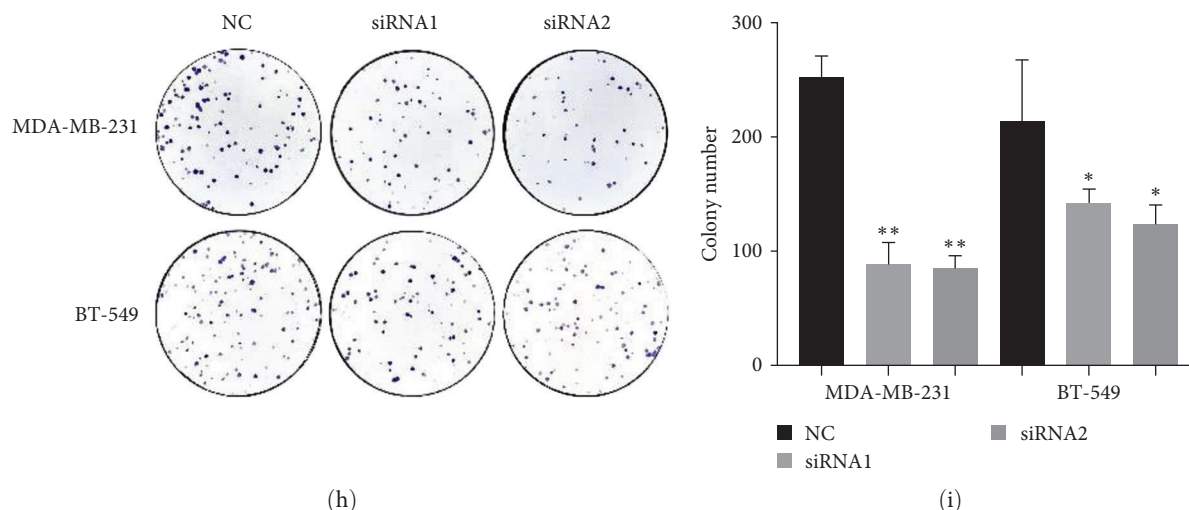 NC siRNA1 siRNA2
MDA-MB-231
BT-549
(h)
300
200
100
0
Colony number
**
**
*
*
MDA-MB-231 BT-549
NC siRNA2
siRNA1
(i)